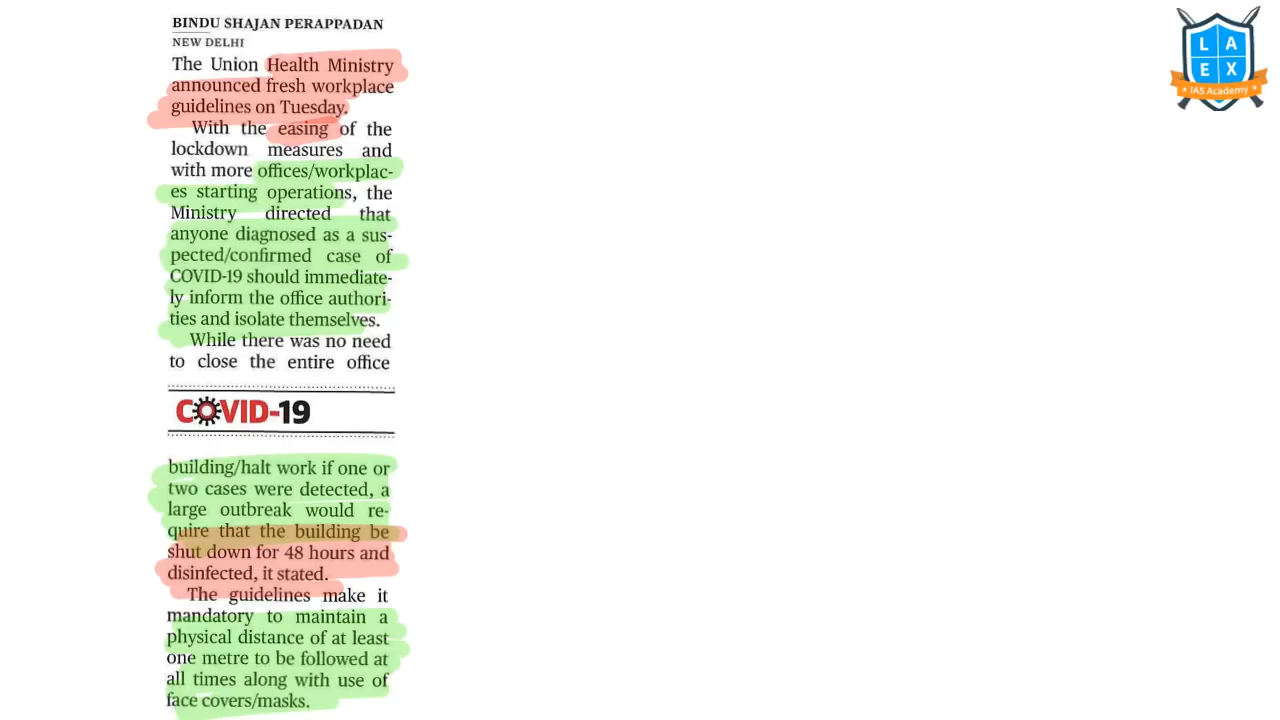 BINDU SHAJAN PERAPPADAN
NEW DELHI
The Union Health Ministry
announced fresh workplace
guidelines on Tuesday.
With the easing of the
lockdown measures and
with more offices/workplac-
es starting operations, the
Ministry directed that
anyone diagnosed as a sus-
pected/confirmed case of
COVID-19 should immediate-
ly inform the office authori-
ties and isolate themselves.
While there was no need
to close the entire office
COVID-19
building/halt work if one or
two cases were detected, a
large outbreak would re-
quire that the building be
shut down for 48 hours and
disinfected, it stated.
The guidelines make it
mandatory to maintain a
physical distance of at least
one metre to be followed at
all times along with use of
face covers/masks.
L A
E X
IAS Academy